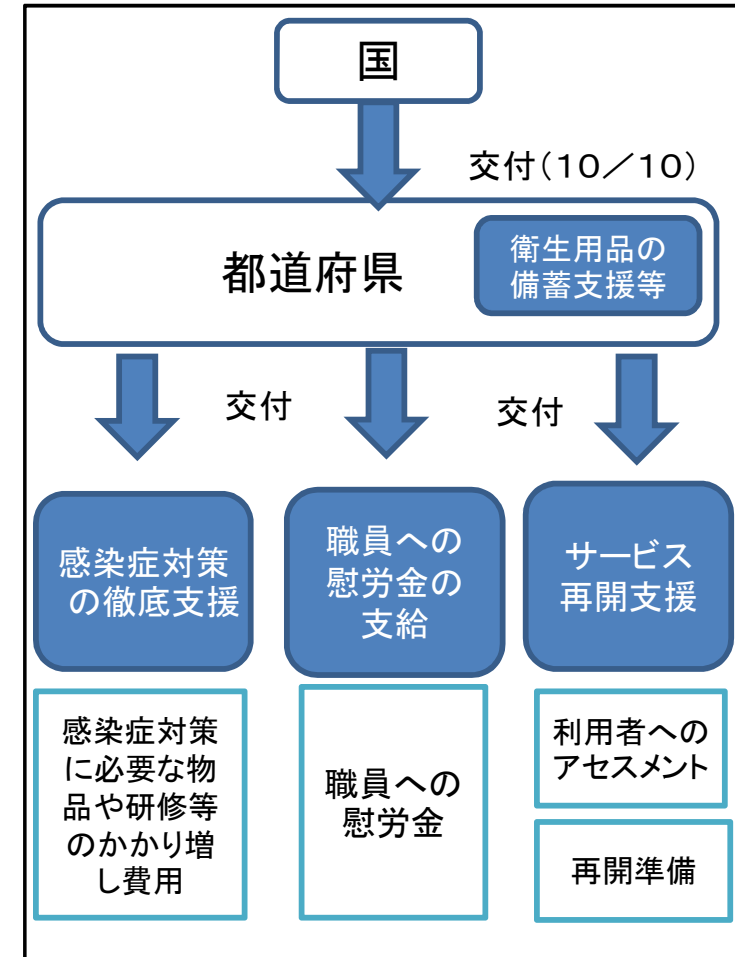 国
交付(10／10)
都道府県
衛生用品の
備蓄支援等
交付
交付
感染症対策
の徹底支援
職員への
慰労金の
支給
サービス
再開支援
感染症対策
に必要な物
品や研修等
のかかり増
し費用
職員への
慰労金
利用者への
アセスメント
再開準備